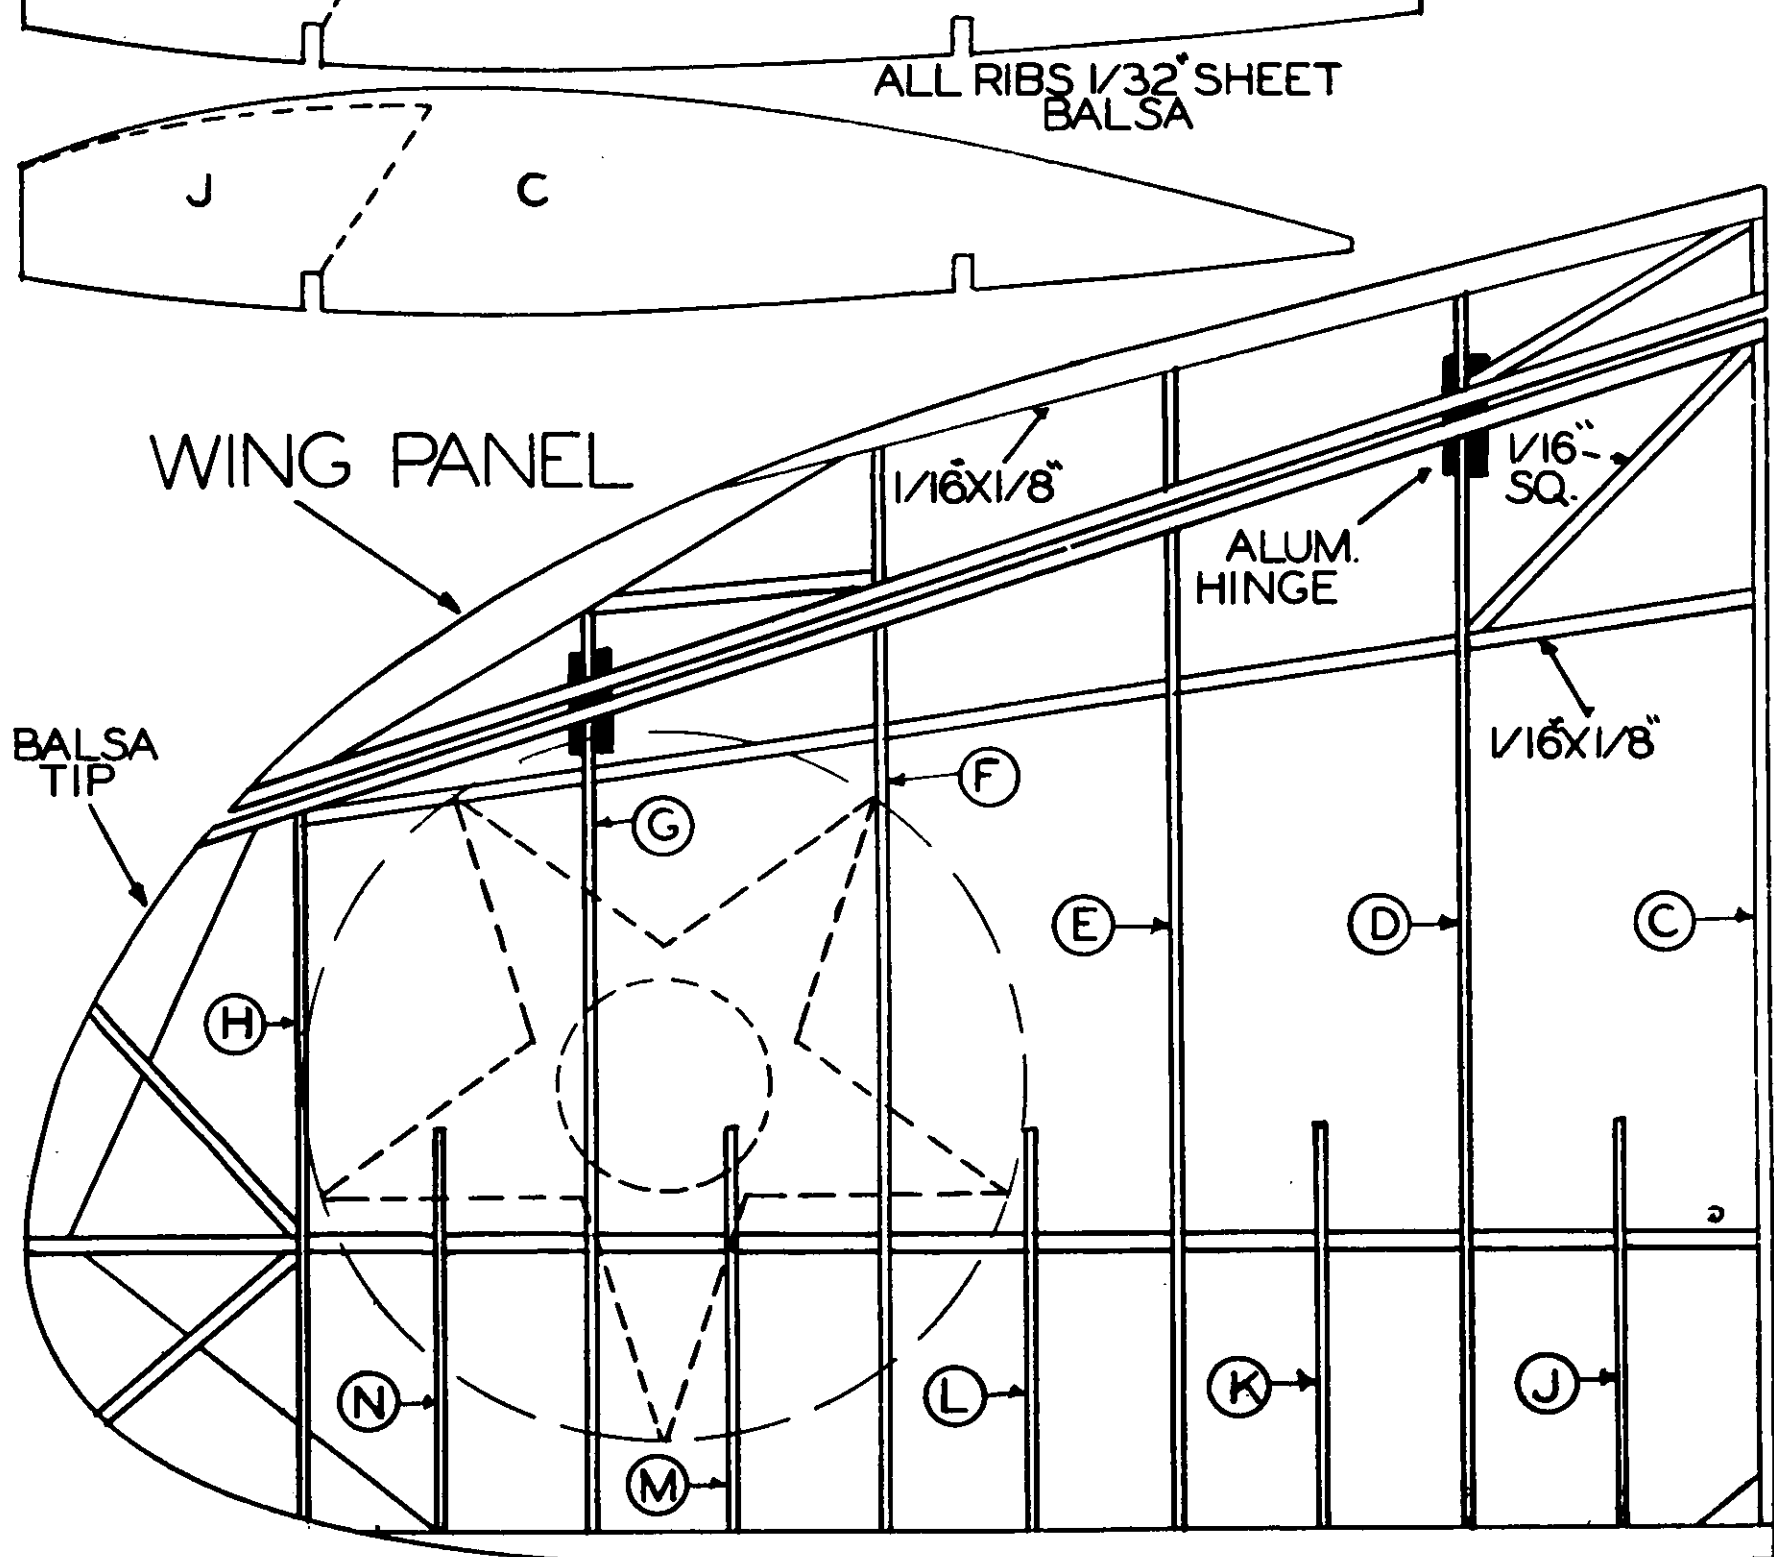 ALL RIBS 1/32" SHEET
BALSA
J
C
WING PANEL
1/16"X1/8"
1/16"
SQ.
ALUM.
HINGE
1/16"X1/8"
BALSA
TIP
F
G
E
D
C
H
N
M
L
K
J